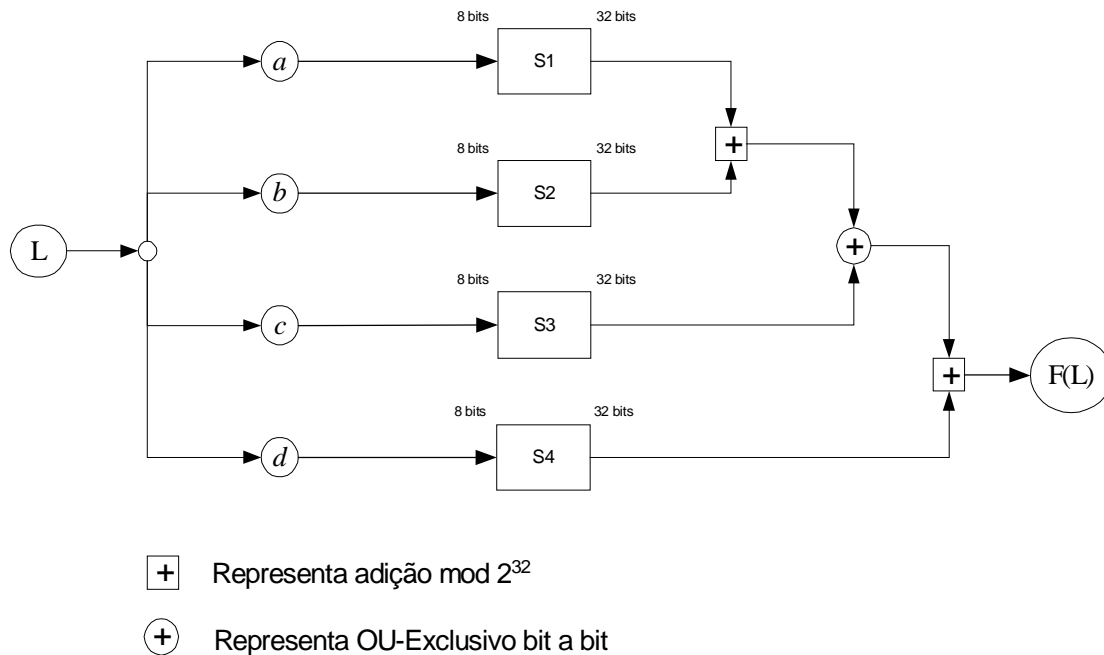 8 bits 32 bits
a S1
+
8 bits 32 bits
b S2
L +
8 bits 32 bits
c S3
+ F(L)
8 bits 32 bits
d S4
+ Representa adição mod 2³²
+ Representa OU-Exclusivo bit a bit